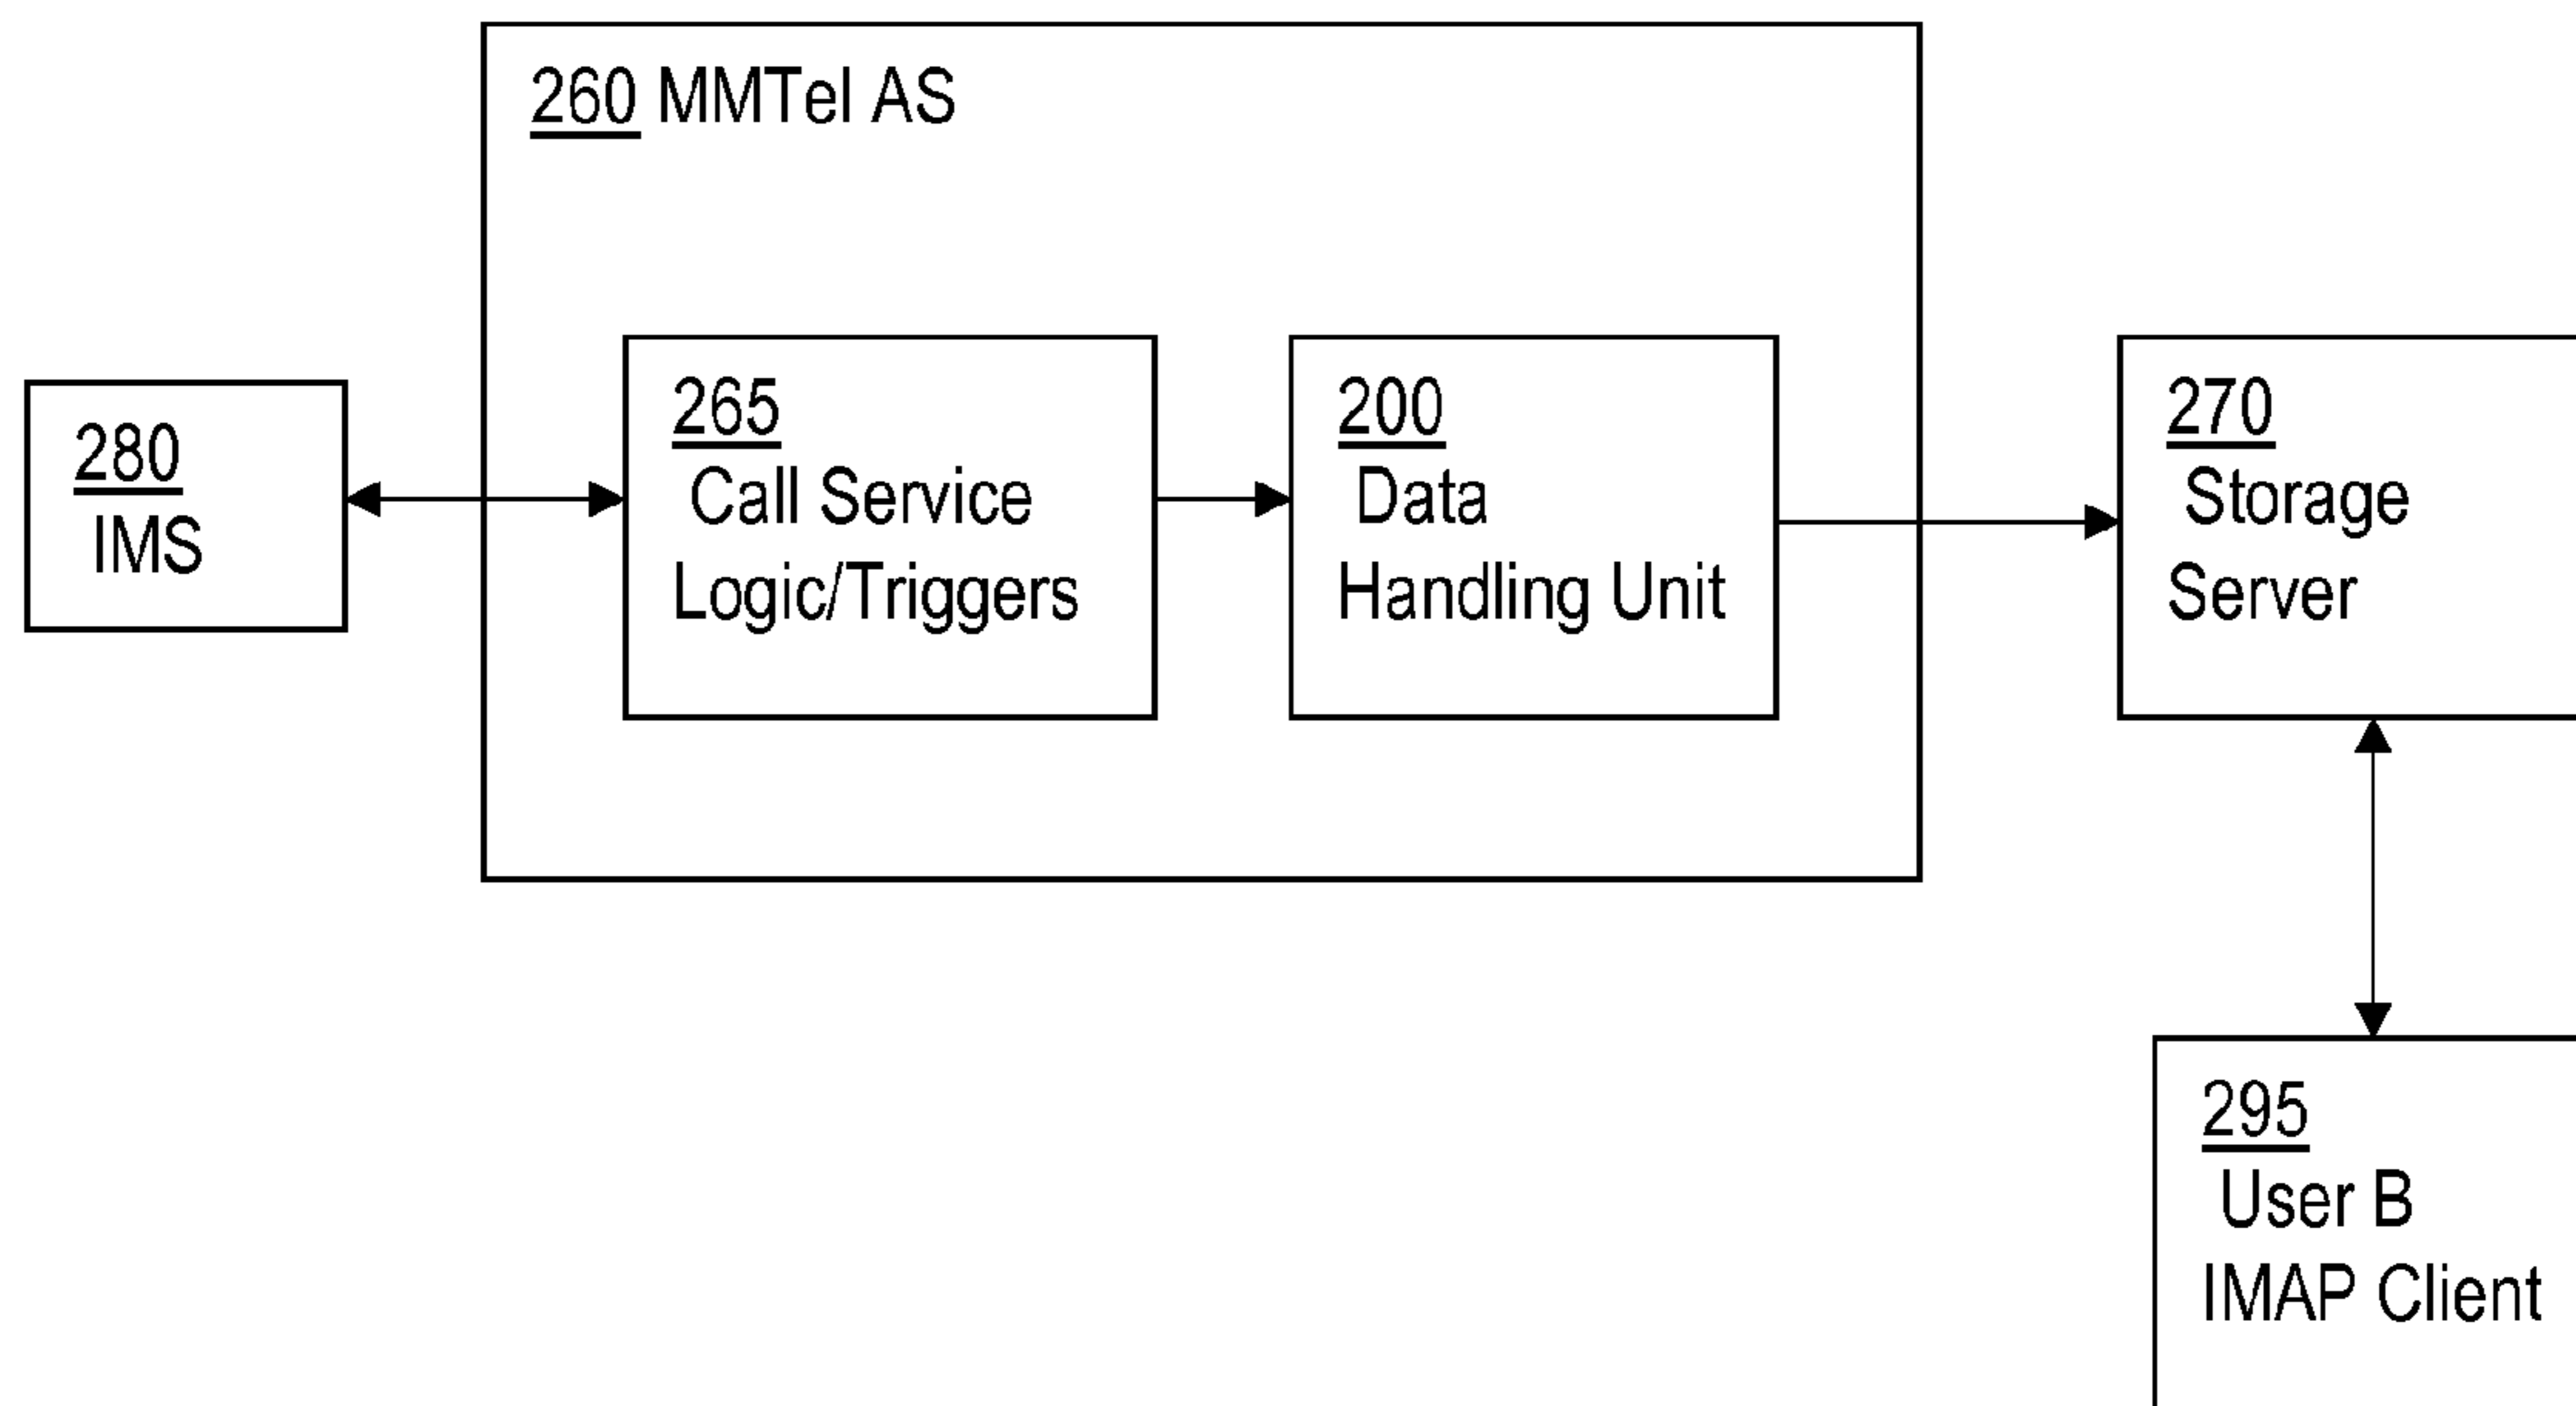 260 MMTel AS
280
IMS
265
Call Service
Logic/Triggers
200
Data
Handling Unit
270
Storage
Server
295
User B
IMAP Client